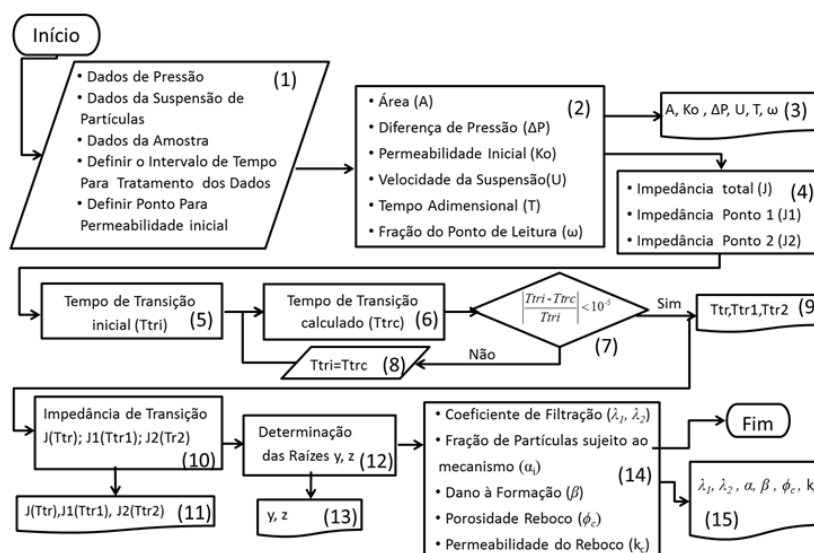 Início
• Dados de Pressão
(1)
• Dados da Suspensão de
Partículas
• Dados da Amostra
• Definir o Intervalo de Tempo
Para Tratamento dos Dados
• Definir Ponto Para
Permeabilidade inicial
• Área (A)
(2)
• Diferença de Pressão (ΔP)
• Permeabilidade Inicial (Ko)
• Velocidade da Suspensão(U)
• Tempo Adimensional (T)
• Fração do Ponto de Leitura (ω)
A, Ko , ΔP, U, T, ω (3)
• Impedância total (J) (4)
• Impedância Ponto 1 (J1)
• Impedância Ponto 2 (J2)
Tempo de Transição
inicial (Ttri) (5)
Tempo de Transição
calculado (Ttrc) (6)
|Ttri - Ttrc / Ttri| < 10⁻⁵
(7)
Sim
Não
Ttri=Ttrc (8)
Ttr,Ttr1,Ttr2 (9)
Impedância de Transição
J(Ttr); J1(Ttr1); J2(Tr2)
(10)
J(Ttr),J1(Ttr1), J2(Ttr2) (11)
Determinação
das Raízes y, z (12)
y, z (13)
• Coeficiente de Filtração (λ₁, λ₂)
• Fração de Partículas sujeito ao
mecanismo (αᵢ)
(14)
• Dano à Formação (β)
• Porosidade Reboco (ϕc)
• Permeabilidade do Reboco (kc)
Fim
λ₁, λ₂ , α, β , ϕc , k
(15)